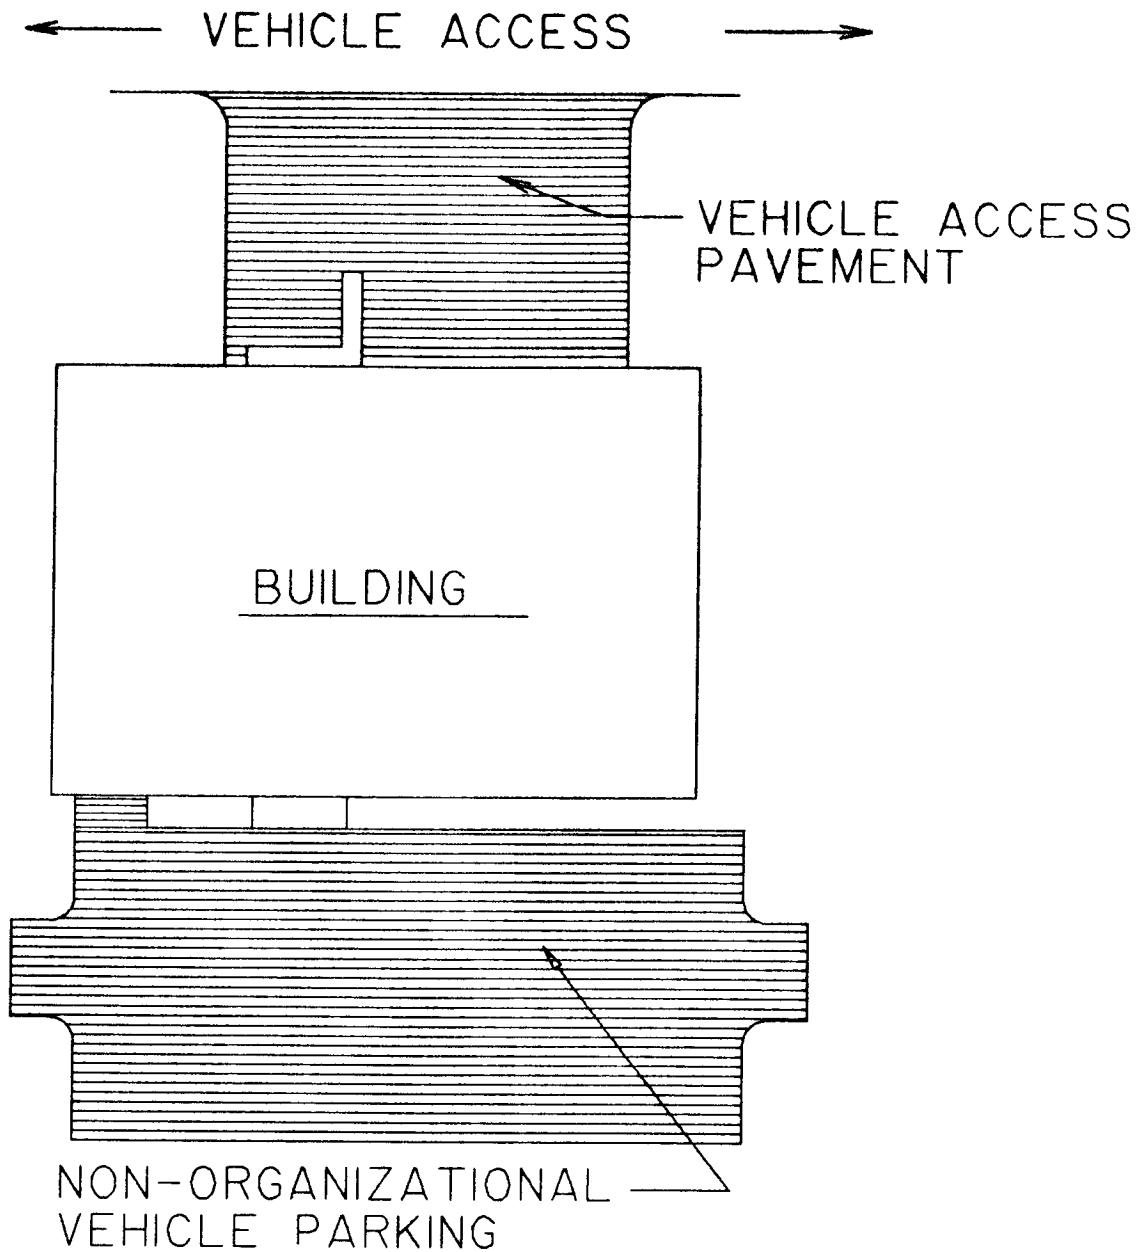 VEHICLE ACCESS
VEHICLE ACCESS
PAVEMENT
BUILDING
NON-ORGANIZATIONAL
VEHICLE PARKING